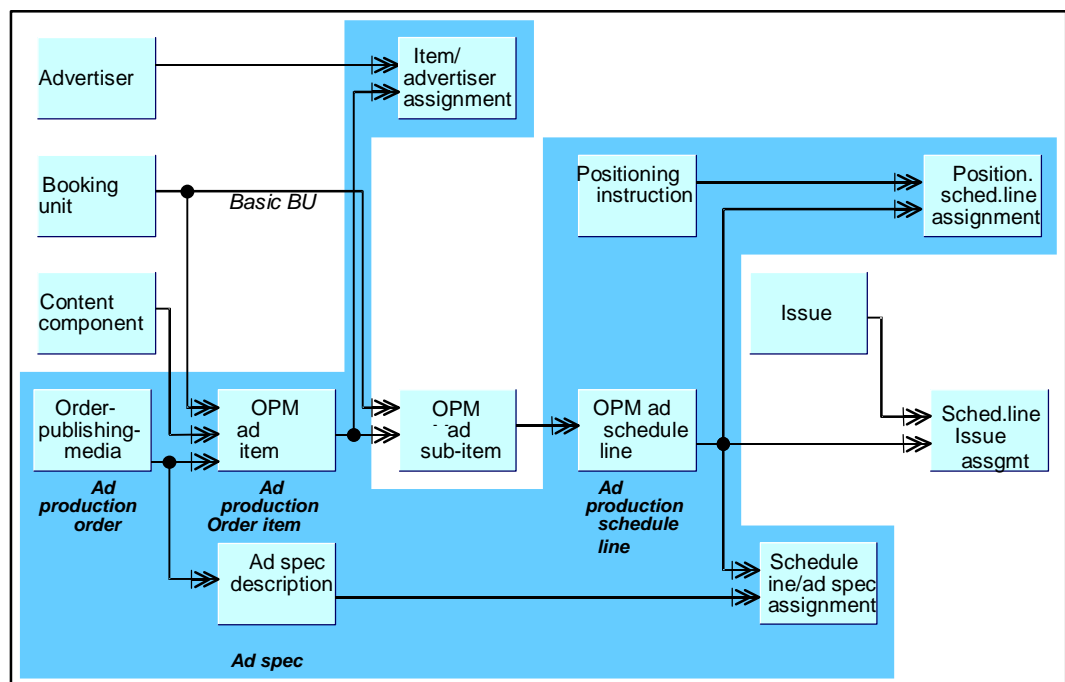 Advertiser
Item/
advertiser
assignment
Booking
unit
Basic BU
Positioning
instruction
Position.
sched.line
assignment
Content
component
Issue
Order-
publishing-
media
OPM
ad
item
OPM
ad
sub-item
OPM ad
schedule
line
Sched.line
Issue
assgmt
Ad
production
order
Ad
production
Order item
Ad
production
schedule
line
Ad spec
description
Schedule
ine/ad spec
assignment
Ad spec